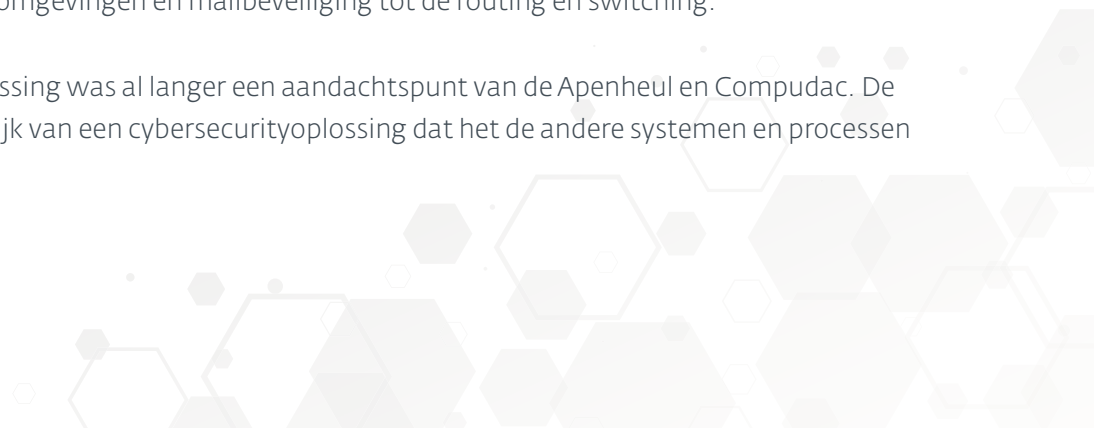 omgevingen en mailbeveiliging tot de routing en switching.
ssing was al langer een aandachtspunt van de Apenheul en Compudac. De
jk van een cybersecurityoplossing dat het de andere systemen en processen